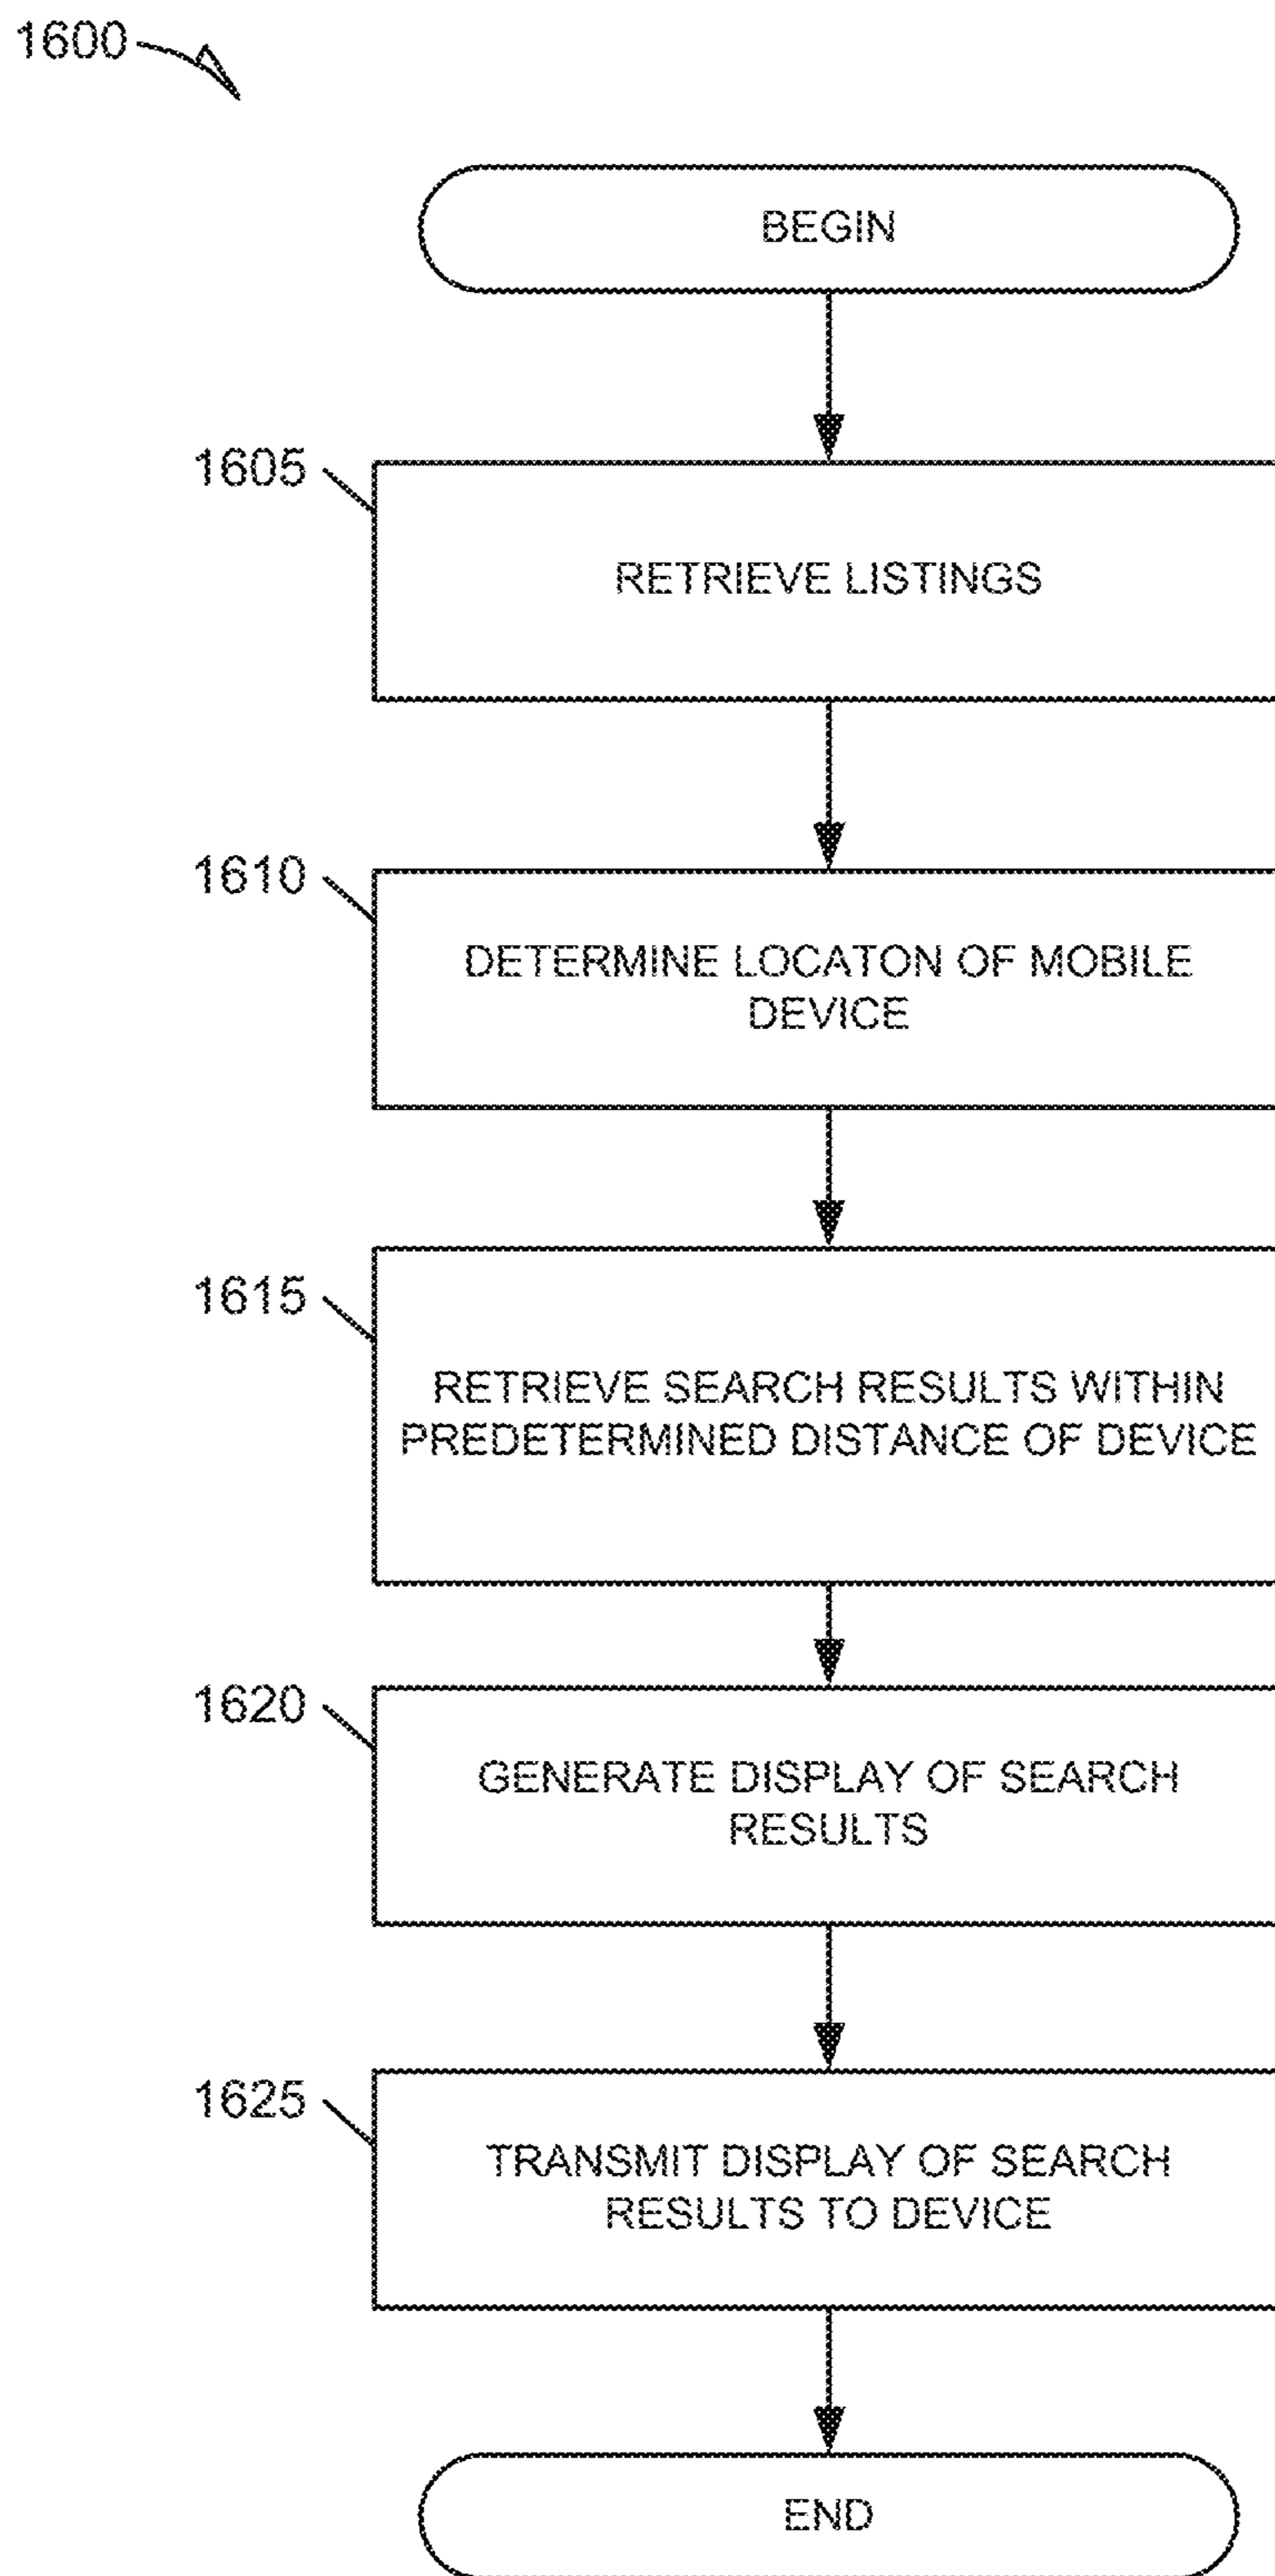 1600
BEGIN
1605
RETRIEVE LISTINGS
1610
DETERMINE LOCATON OF MOBILE
DEVICE
1615
RETRIEVE SEARCH RESULTS WITHIN
PREDETERMINED DISTANCE OF DEVICE
1620
GENERATE DISPLAY OF SEARCH
RESULTS
1625
TRANSMIT DISPLAY OF SEARCH
RESULTS TO DEVICE
END